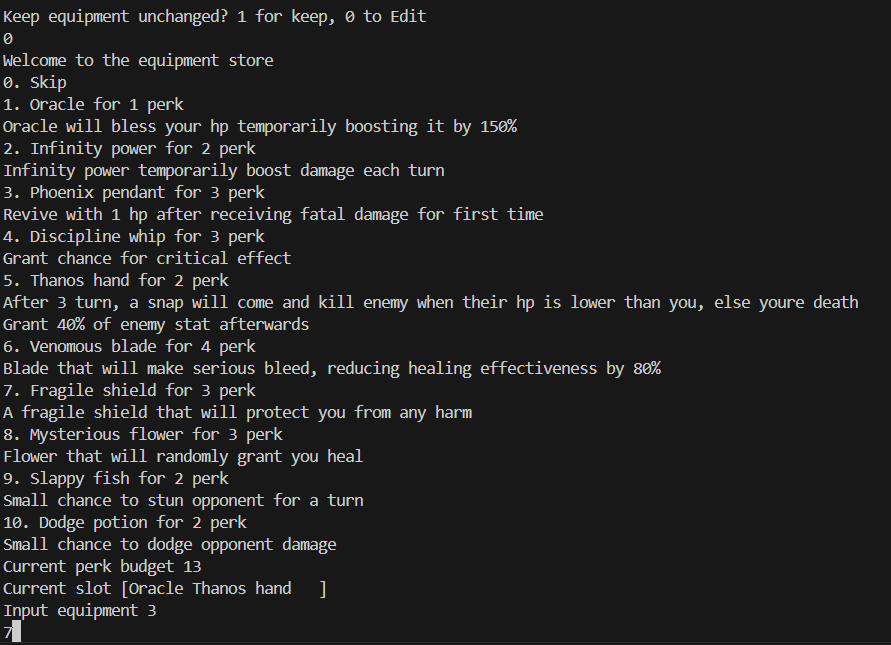 Keep equipment unchanged? 1 for keep, 0 to Edit
0
Welcome to the equipment store
0. Skip
1. Oracle for 1 perk
Oracle will bless your hp temporarily boosting it by 150%
2. Infinity power for 2 perk
Infinity power temporarily boost damage each turn
3. Phoenix pendant for 3 perk
Revive with 1 hp after receiving fatal damage for first time
4. Discipline whip for 3 perk
Grant chance for critical effect
5. Thanos hand for 2 perk
After 3 turn, a snap will come and kill enemy when their hp is lower than you, else youre death
Grant 40% of enemy stat afterwards
6. Venomous blade for 4 perk
Blade that will make serious bleed, reducing healing effectiveness by 80%
7. Fragile shield for 3 perk
A fragile shield that will protect you from any harm
8. Mysterious flower for 3 perk
Flower that will randomly grant you heal
9. Slappy fish for 2 perk
Small chance to stun opponent for a turn
10. Dodge potion for 2 perk
Small chance to dodge opponent damage
Current perk budget 13
Current slot [Oracle Thanos hand   ]
Input equipment 3
7